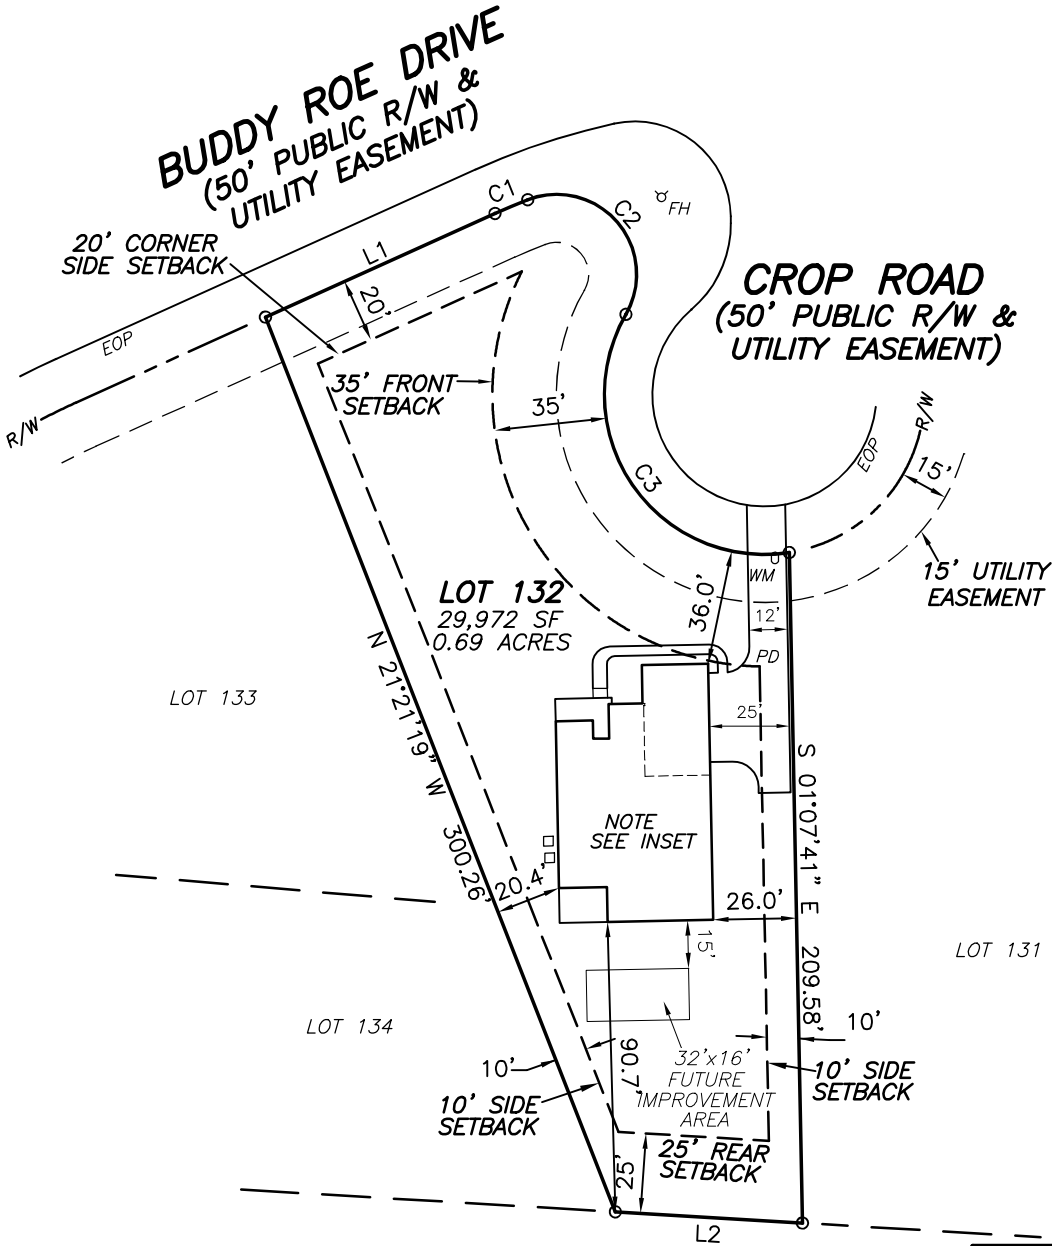 BUDDY ROE DRIVE
(50' PUBLIC R/W &
UTILITY EASEMENT)
20' CORNER
SIDE SETBACK
L1
C1
C2
FH
20'
EOP
R/W
CROP ROAD
(50' PUBLIC R/W &
UTILITY EASEMENT)
35' FRONT
SETBACK
35'
C3
EOP
R/W
15'
15' UTILITY
EASEMENT
LOT 132
29,972 SF
0.69 ACRES
36.0'
WM
12'
PD
25'
LOT 133
N 21°21'19" W 300.26'
S 01°07'41" E 209.58'
NOTE
SEE INSET
20.4'
26.0'
15'
LOT 131
LOT 134
10'
10' SIDE
SETBACK
90.7'
32'x16'
FUTURE
IMPROVEMENT
AREA
10'
10' SIDE
SETBACK
25'
25' REAR
SETBACK
L2